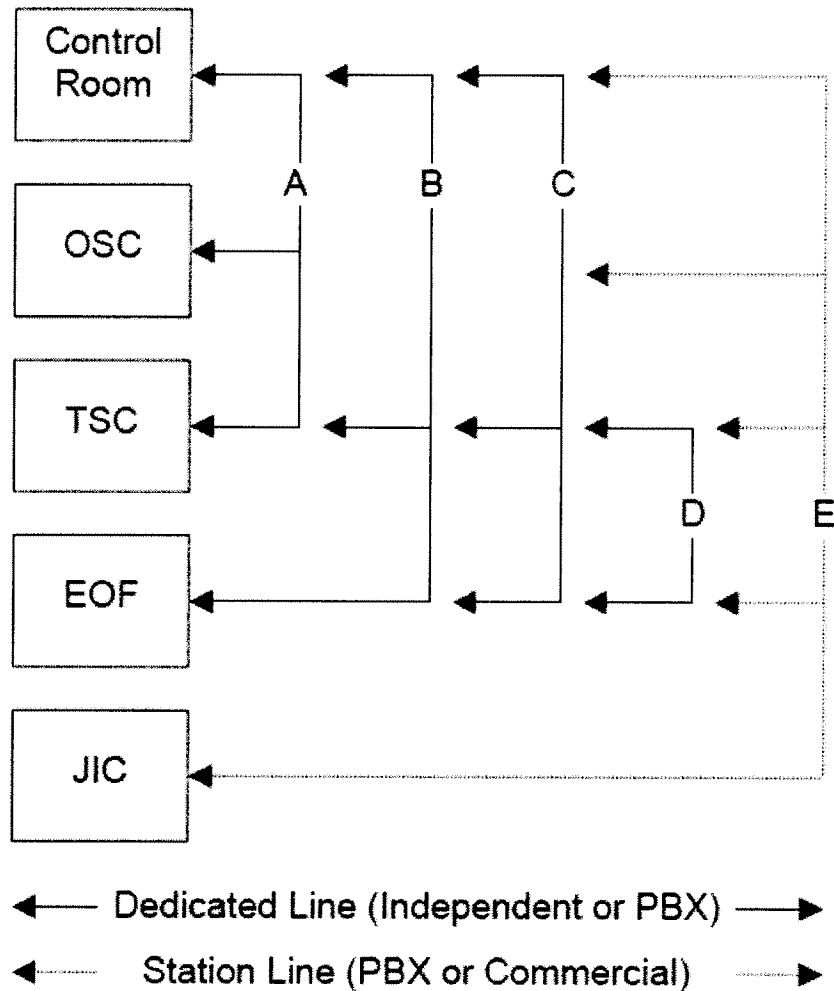 Control
Room
A
B
C
OSC
TSC
D
E
EOF
JIC
Dedicated Line (Independent or PBX)
Station Line (PBX or Commercial)